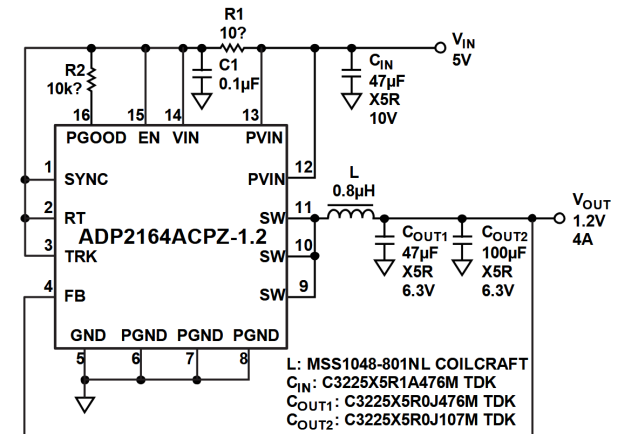 R1
10?
VIN
5V
R2
10k?
C1
0.1µF
CIN
47µF
X5R
10V
16
15
14
13
PGOOD EN VIN PVIN
1
SYNC
PVIN
12
L
0.8µH
2
RT
SW
11
VOUT
1.2V
4A
ADP2164ACPZ-1.2
3
TRK
SW
10
COUT1
47µF
X5R
6.3V
COUT2
100µF
X5R
6.3V
4
FB
SW
9
GND PGND PGND PGND
5
6
7
8
L: MSS1048-801NL COILCRAFT
CIN: C3225X5R1A476M TDK
COUT1: C3225X5R0J476M TDK
COUT2: C3225X5R0J107M TDK